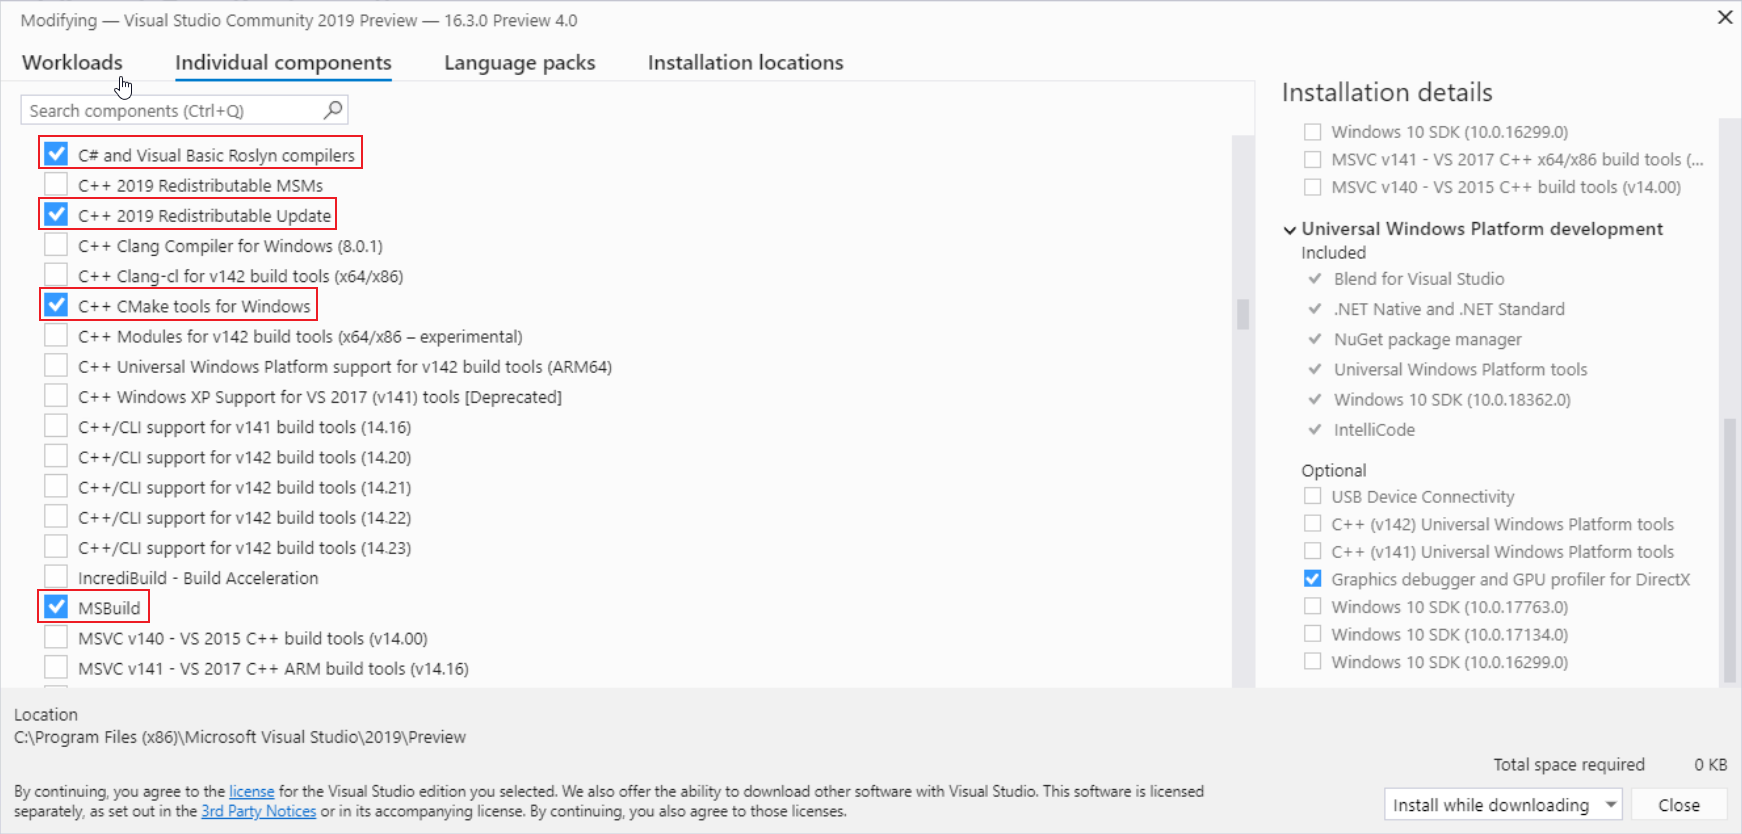 Modifying — Visual Studio Community 2019 Preview — 16.3.0 Preview 4.0
Workloads
Individual components
Language packs
Installation locations
Search components (Ctrl+Q)
C# and Visual Basic Roslyn compilers
C++ 2019 Redistributable MSMs
C++ 2019 Redistributable Update
C++ Clang Compiler for Windows (8.0.1)
C++ Clang-cl for v142 build tools (x64/x86)
C++ CMake tools for Windows
C++ Modules for v142 build tools (x64/x86 – experimental)
C++ Universal Windows Platform support for v142 build tools (ARM64)
C++ Windows XP Support for VS 2017 (v141) tools [Deprecated]
C++/CLI support for v141 build tools (14.16)
C++/CLI support for v142 build tools (14.20)
C++/CLI support for v142 build tools (14.21)
C++/CLI support for v142 build tools (14.22)
C++/CLI support for v142 build tools (14.23)
IncrediBuild - Build Acceleration
MSBuild
MSVC v140 - VS 2015 C++ build tools (v14.00)
MSVC v141 - VS 2017 C++ ARM build tools (v14.16)
Installation details
Windows 10 SDK (10.0.16299.0)
MSVC v141 - VS 2017 C++ x64/x86 build tools (...
MSVC v140 - VS 2015 C++ build tools (v14.00)
Universal Windows Platform development
Included
Blend for Visual Studio
.NET Native and .NET Standard
NuGet package manager
Universal Windows Platform tools
Windows 10 SDK (10.0.18362.0)
IntelliCode
Optional
USB Device Connectivity
C++ (v142) Universal Windows Platform tools
C++ (v141) Universal Windows Platform tools
Graphics debugger and GPU profiler for DirectX
Windows 10 SDK (10.0.17763.0)
Windows 10 SDK (10.0.17134.0)
Windows 10 SDK (10.0.16299.0)
Location
C:\Program Files (x86)\Microsoft Visual Studio\2019\Preview
Total space required 0 KB
By continuing, you agree to the license for the Visual Studio edition you selected. We also offer the ability to download other software with Visual Studio. This software is licensed
separately, as set out in the 3rd Party Notices or in its accompanying license. By continuing, you also agree to those licenses.
Install while downloading
Close